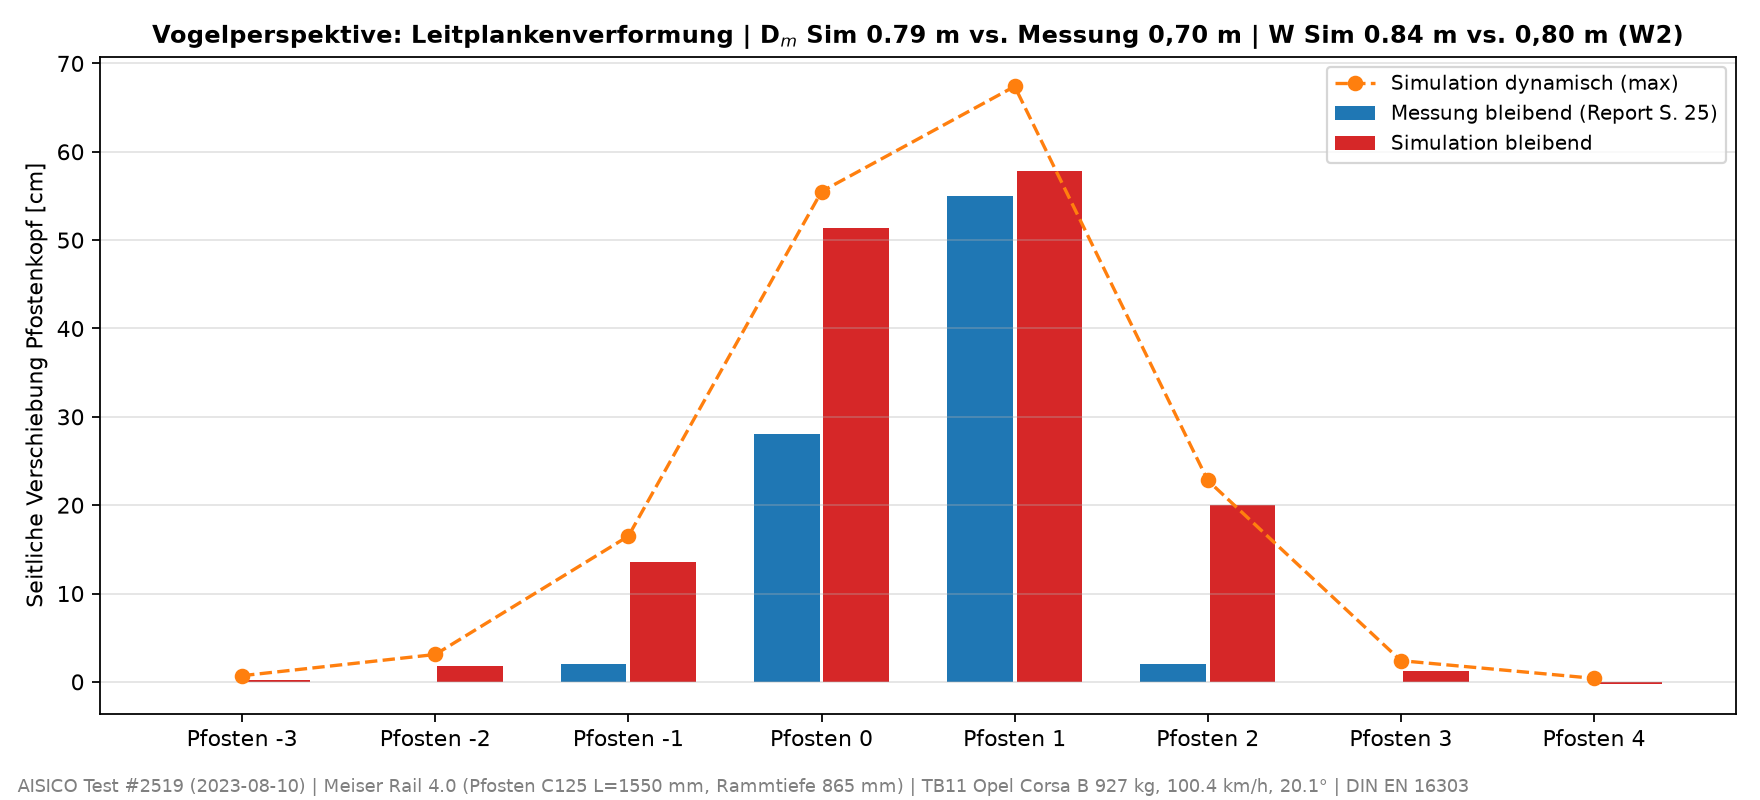 Vogelperspektive: Leitplankenverformung | Dm Sim 0.79 m vs. Messung 0,70 m | W Sim 0.84 m vs. 0,80 m (W2)
Seitliche Verschiebung Pfostenkopf [cm]
70
60
50
40
30
20
10
0
Simulation dynamisch (max)
Messung bleibend (Report S. 25)
Simulation bleibend
Pfosten -3 Pfosten -2 Pfosten -1 Pfosten 0 Pfosten 1 Pfosten 2 Pfosten 3 Pfosten 4
AISICO Test #2519 (2023-08-10) | Meiser Rail 4.0 (Pfosten C125 L=1550 mm, Rammtiefe 865 mm) | TB11 Opel Corsa B 927 kg, 100.4 km/h, 20.1° | DIN EN 16303